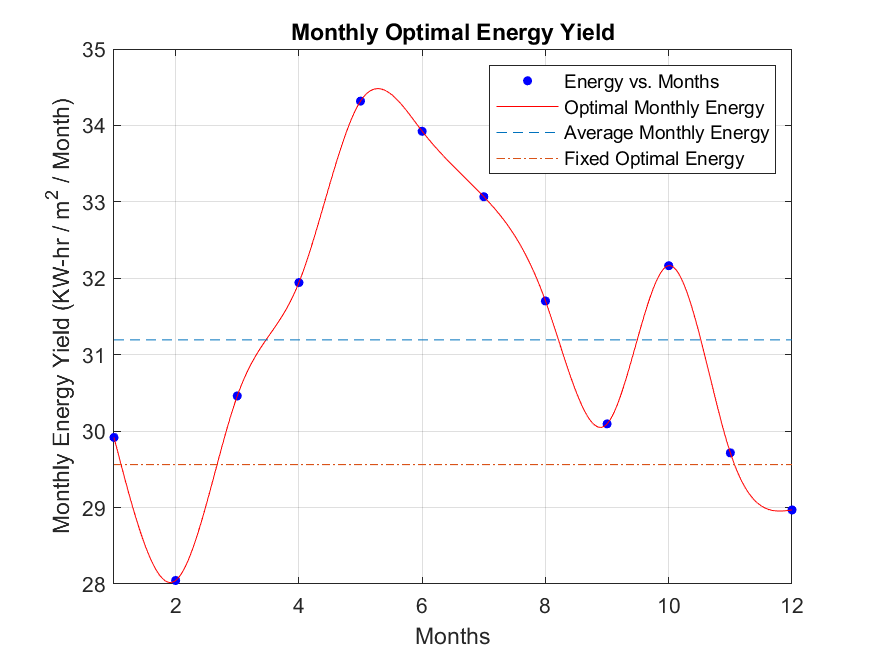 Monthly Optimal Energy Yield
Monthly Energy Yield (KW-hr / m² / Month)
35
34
33
32
31
30
29
28
Energy vs. Months
Optimal Monthly Energy
Average Monthly Energy
Fixed Optimal Energy
2 4 6 8 10 12
Months